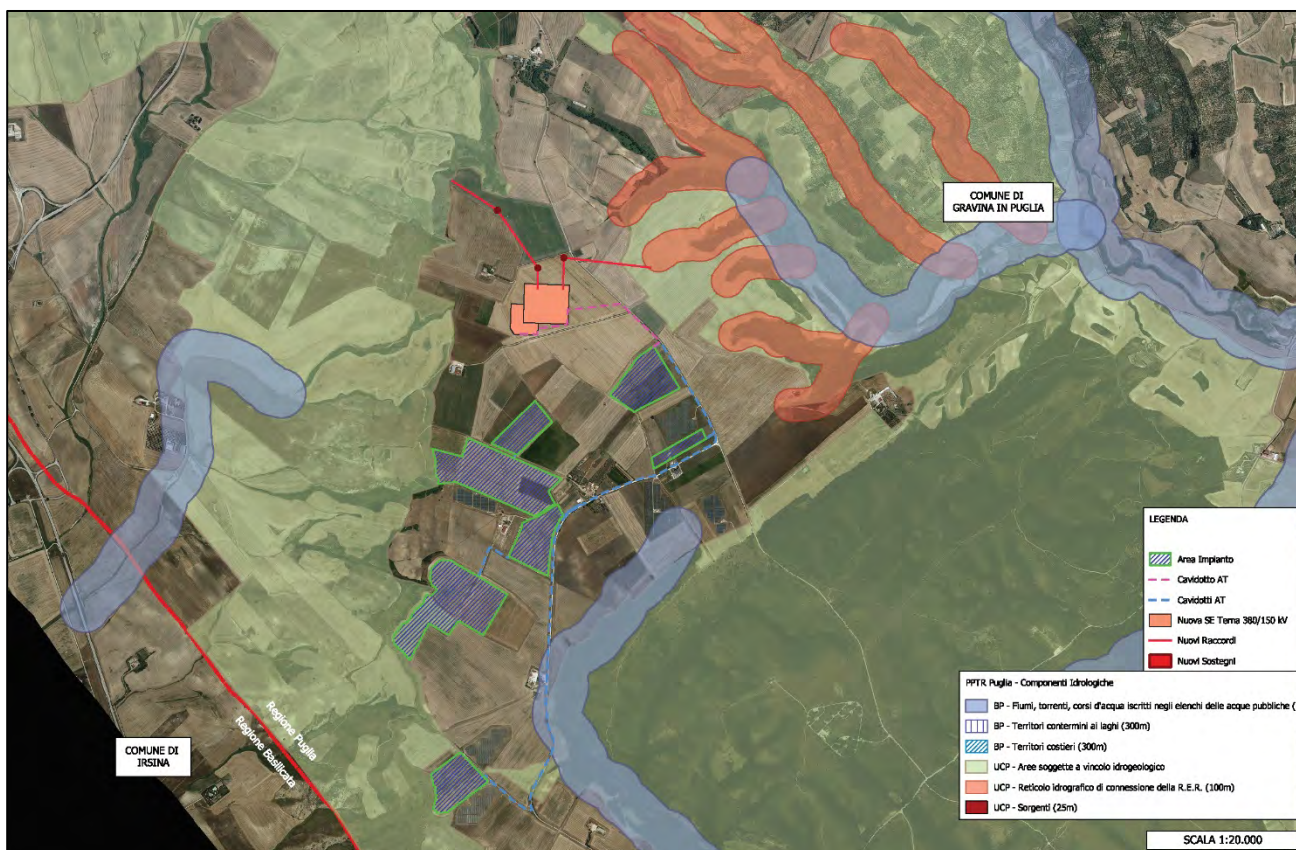 COMUNE DI
GRAVINA IN PUGLIA
COMUNE DI
IRSINA
Regione Puglia
Regione Basilicata
LEGENDA
Area Impianto
Cavidotto AT
Cavidotti AT
Nuova SE Terna 380/150 kV
Nuovi Raccordi
Nuovi Sostegni
PPTR Puglia - Componenti Idrologiche
BP - Fiumi, torrenti, corsi d'acqua iscritti negli elenchi delle acque pubbliche (
BP - Territori contermini ai laghi (300m)
BP - Territori costieri (300m)
UCP - Aree soggette a vincolo idrogeologico
UCP - Reticolo idrografico di connessione della R.E.R. (100m)
UCP - Sorgenti (25m)
SCALA 1:20.000